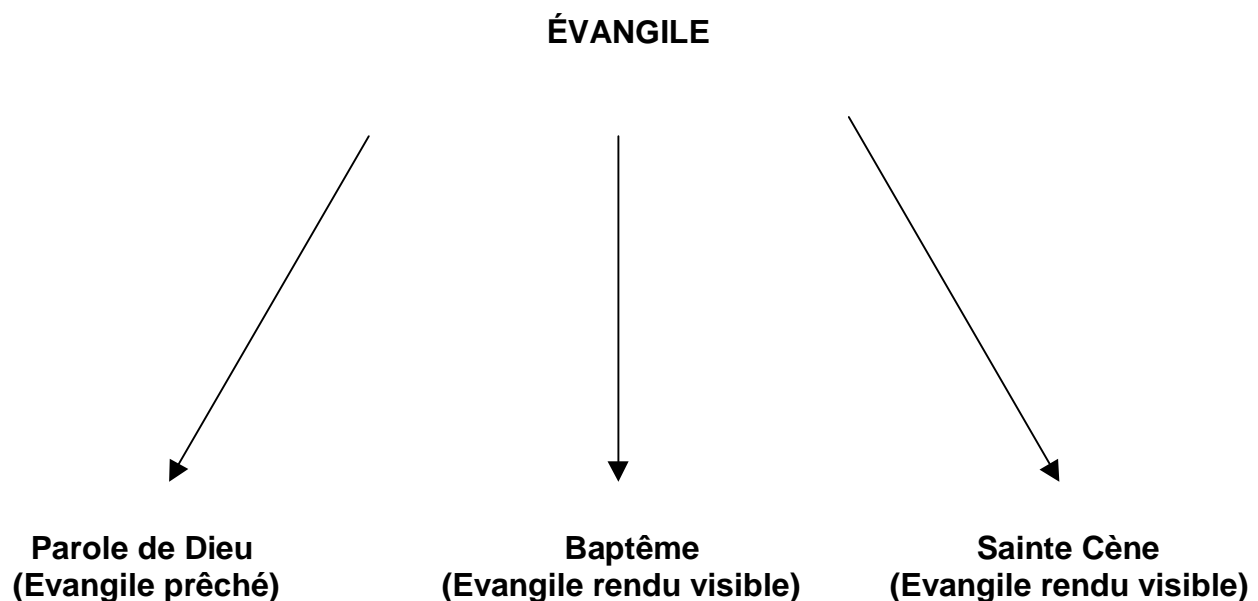 ÉVANGILE
Parole de Dieu
(Evangile prêché)
Baptême
(Evangile rendu visible)
Sainte Cène
(Evangile rendu visible)